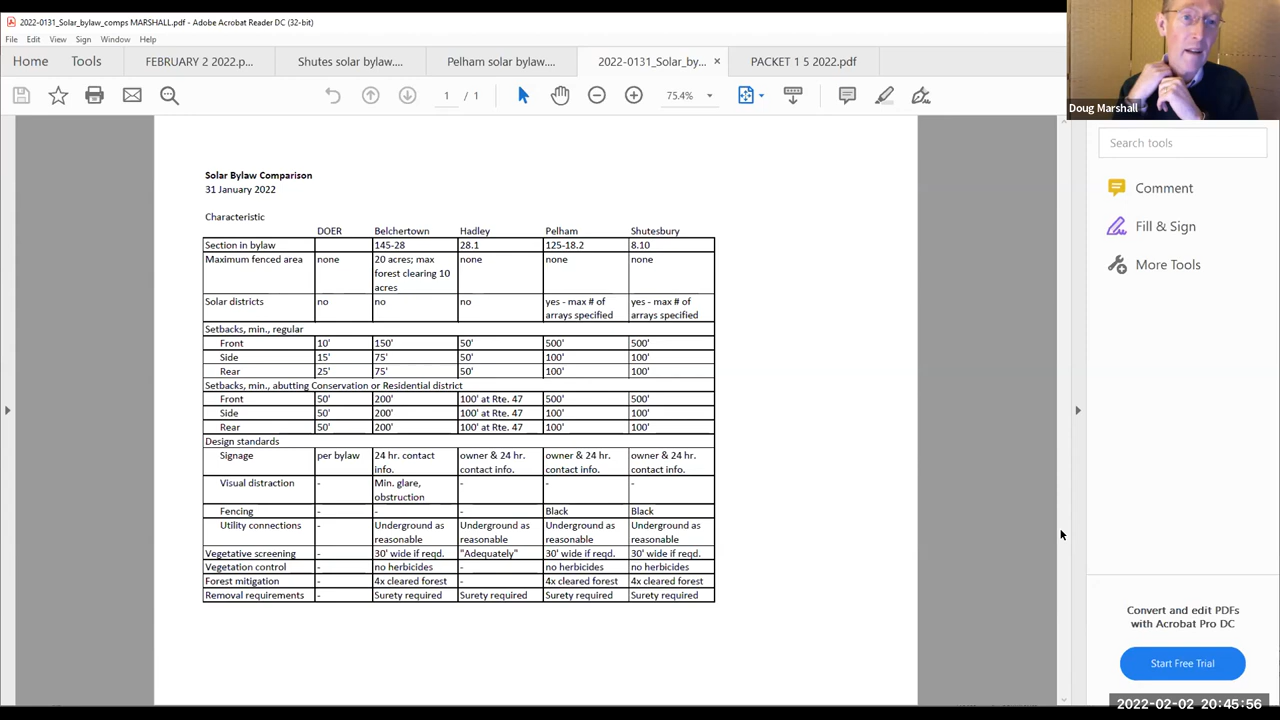 2022-0131_Solar_bylaw_comps MARSHALL.pdf - Adobe Acrobat Reader DC (32-bit)
File Edit View Sign Window Help
Home Tools FEBRUARY 2 2022.p... Shutes solar bylaw.... Pelham solar bylaw.... 2022-0131_Solar_by... × PACKET 1 5 2022.pdf
1 / 1 75.4%
Doug Marshall
Search tools
Comment
Fill & Sign
More Tools
Solar Bylaw Comparison
31 January 2022
Characteristic
DOER Belchertown Hadley Pelham Shutesbury
Section in bylaw 145-28 28.1 125-18.2 8.10
Maximum fenced area none 20 acres; max none none none
forest clearing 10
acres
Solar districts no no no yes - max # of yes - max # of
arrays specified arrays specified
Setbacks, min., regular
Front 10' 150' 50' 500' 500'
Side 15' 75' 50' 100' 100'
Rear 25' 75' 50' 100' 100'
Setbacks, min., abutting Conservation or Residential district
Front 50' 200' 100' at Rte. 47 500' 500'
Side 50' 200' 100' at Rte. 47 100' 100'
Rear 50' 200' 100' at Rte. 47 100' 100'
Design standards
Signage per bylaw 24 hr. contact owner & 24 hr. owner & 24 hr. owner & 24 hr.
info. contact info. contact info. contact info.
Visual distraction - Min. glare, - - -
obstruction
Fencing - - - Black Black
Utility connections - Underground as Underground as Underground as Underground as
reasonable reasonable reasonable reasonable
Vegetative screening - 30' wide if reqd. "Adequately" 30' wide if reqd. 30' wide if reqd.
Vegetation control - no herbicides - no herbicides no herbicides
Forest mitigation - 4x cleared forest - 4x cleared forest 4x cleared forest
Removal requirements - Surety required Surety required Surety required Surety required
Convert and edit PDFs
with Acrobat Pro DC
Start Free Trial
2022-02-02 20:45:56